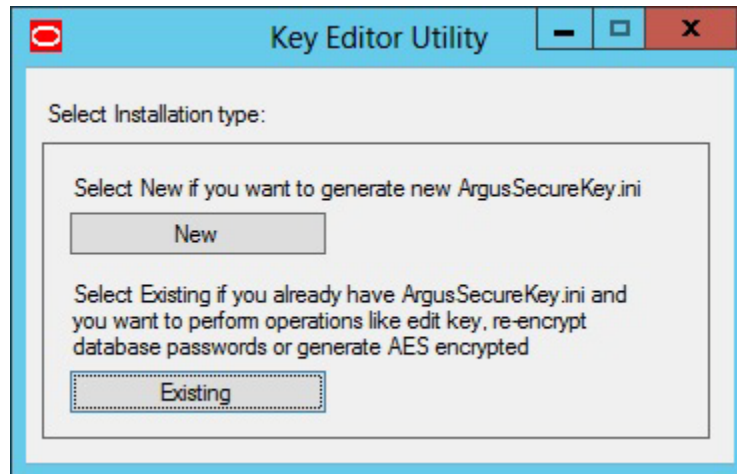 Key Editor Utility
Select Installation type:
Select New if you want to generate new ArgusSecureKey.ini
New
Select Existing if you already have ArgusSecureKey.ini and
you want to perform operations like edit key, re-encrypt
database passwords or generate AES encrypted
Existing